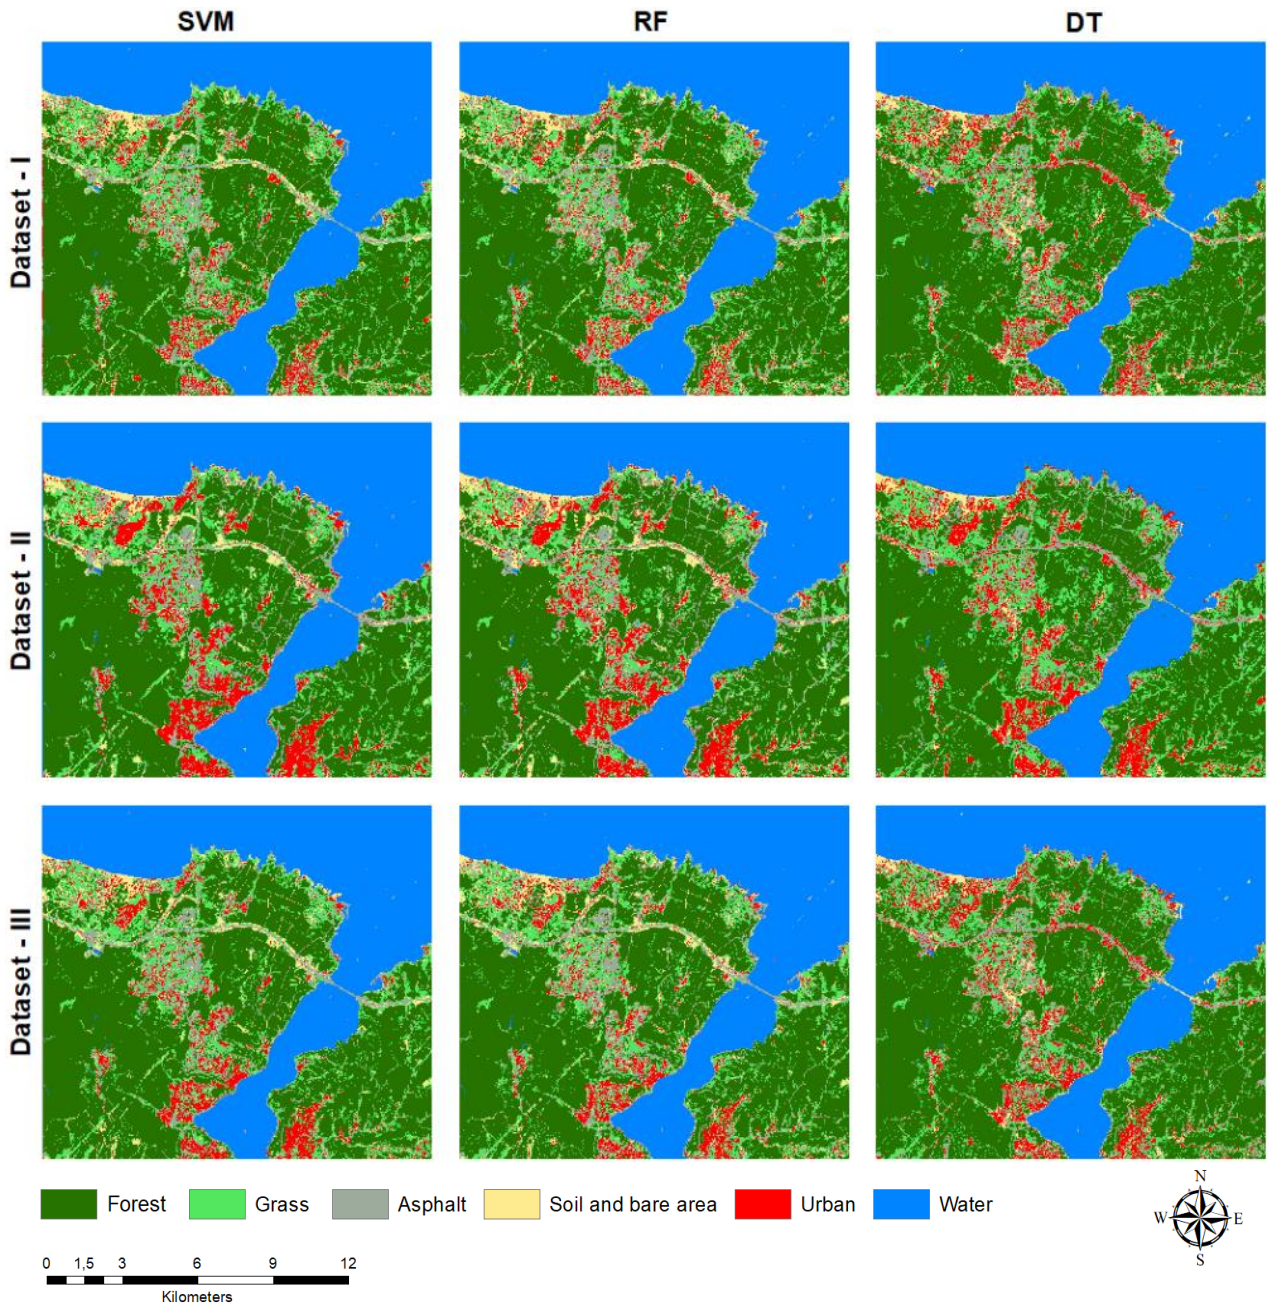 SVM RF DT
Dataset - I
Dataset - II
Dataset - III
Forest Grass Asphalt Soil and bare area Urban Water
N
W E
S
0 1,5 3 6 9 12
Kilometers